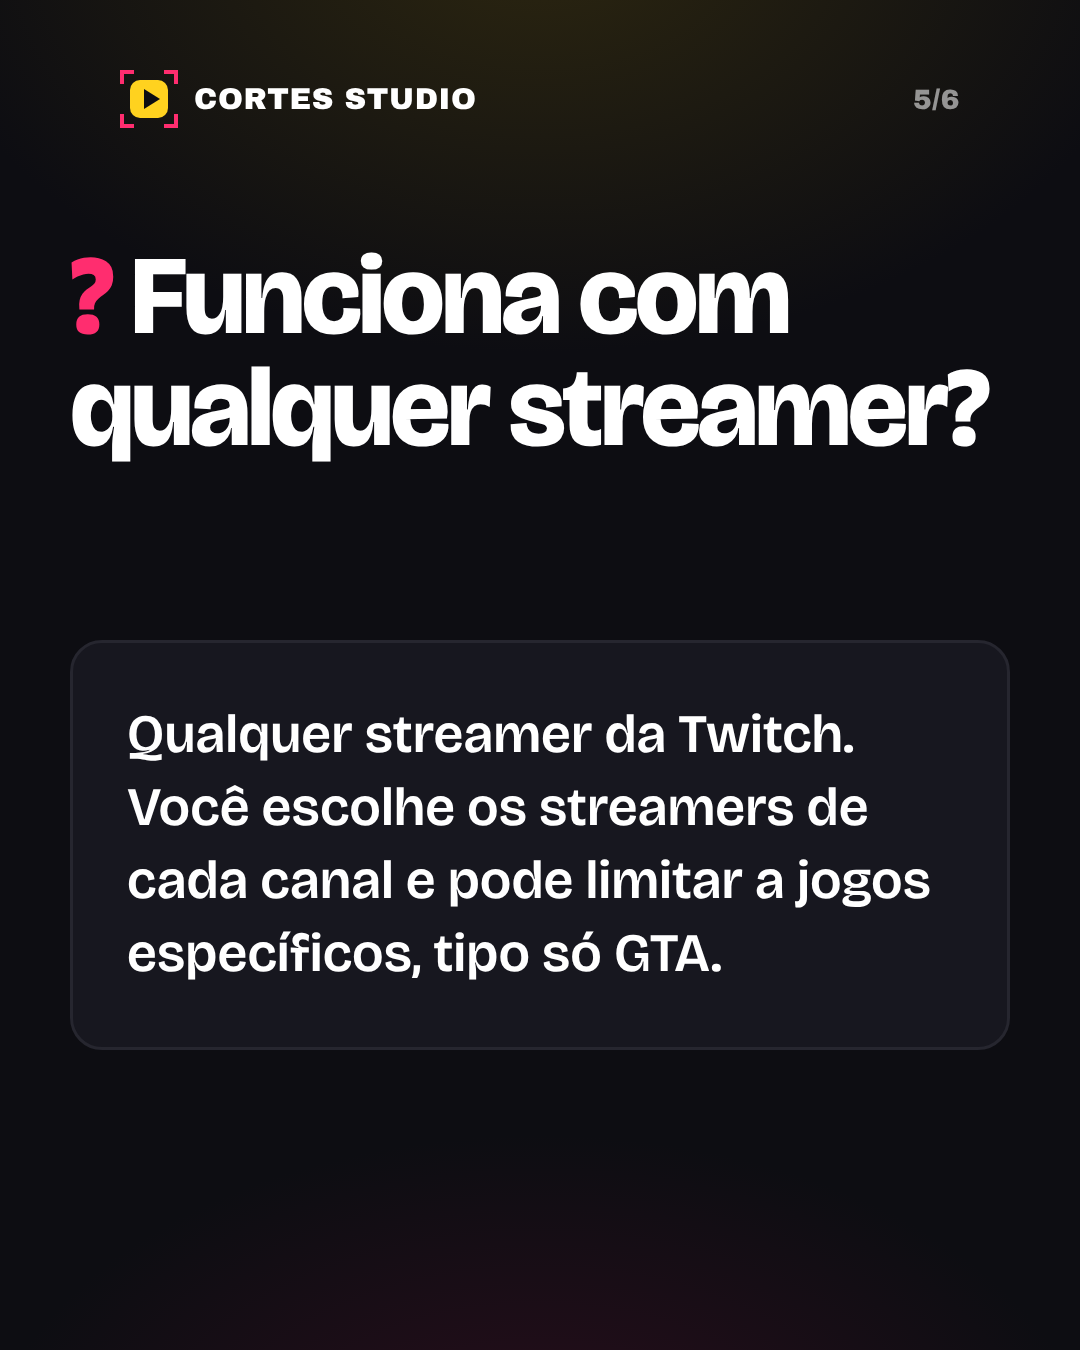 CORTES STUDIO
5/6
? Funciona com
qualquer streamer?
Qualquer streamer da Twitch.
Você escolhe os streamers de
cada canal e pode limitar a jogos
específicos, tipo só GTA.